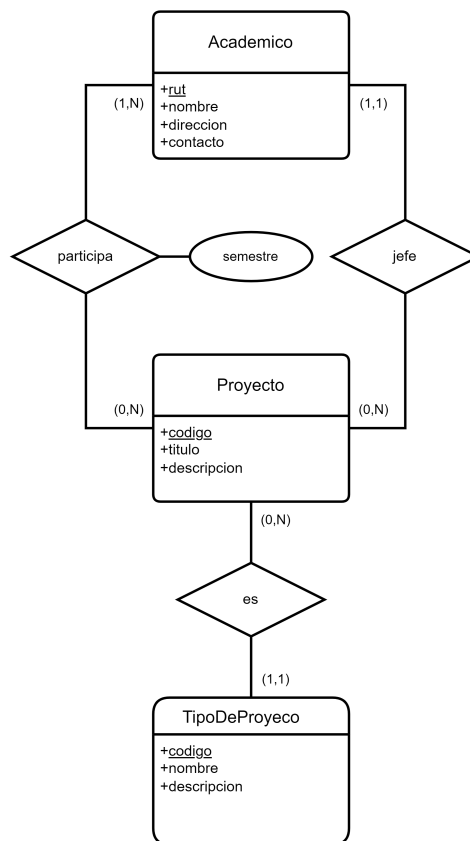 Academico
+rut
+nombre
+direccion
+contacto
(1,N)
(1,1)
participa
semestre
jefe
(0,N)
(0,N)
Proyecto
+codigo
+titulo
+descripcion
(0,N)
es
(1,1)
TipoDeProyeco
+codigo
+nombre
+descripcion